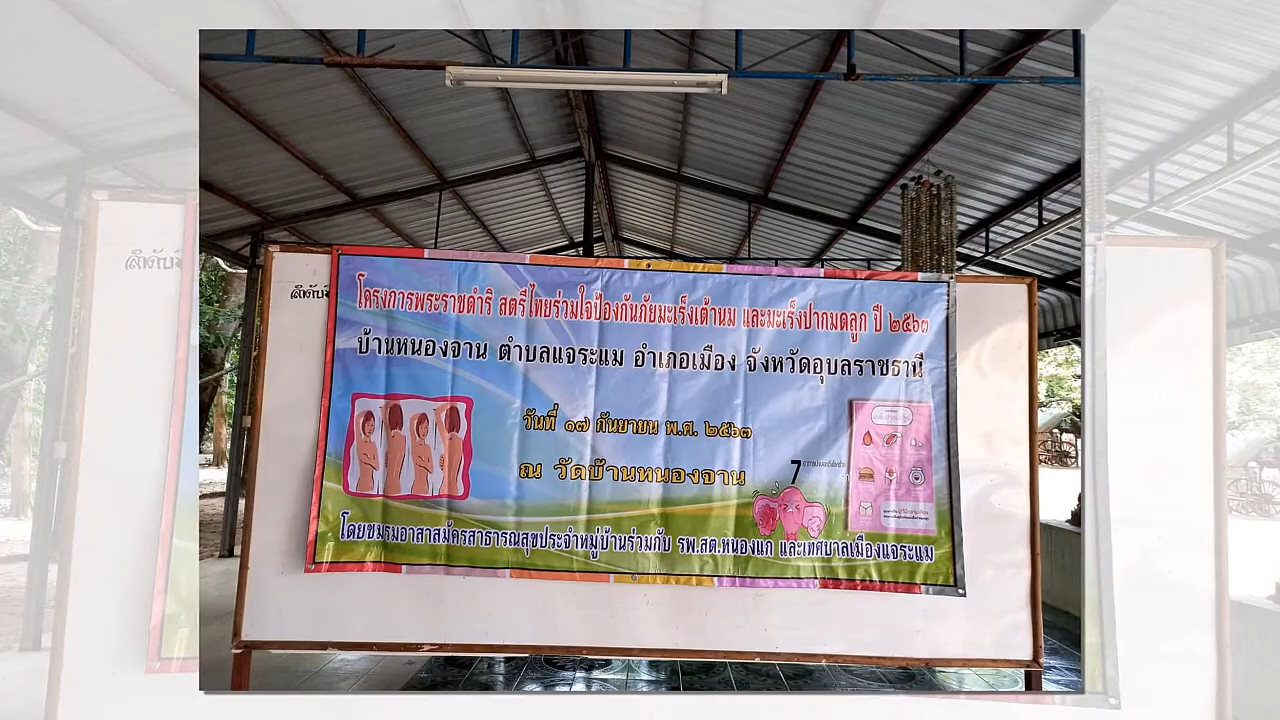 โครงการพระราชดำริ สตรีไทยร่วมใจป้องกันภัยมะเร็งเต้านม และมะเร็งปากมดลูก ปี ๒๕๖๓
บ้านหนองจาน ตำบลแจระแม อำเภอเมือง จังหวัดอุบลราชธานี
วันที่ ๑๗ กันยายน พ.ศ. ๒๕๖๓
ณ วัดบ้านหนองจาน
7
โดยชมรมอาสาสมัครสาธารณสุขประจำหมู่บ้านร่วมกับ รพ.สต.หนองแก และเทศบาลเมืองแจระแม